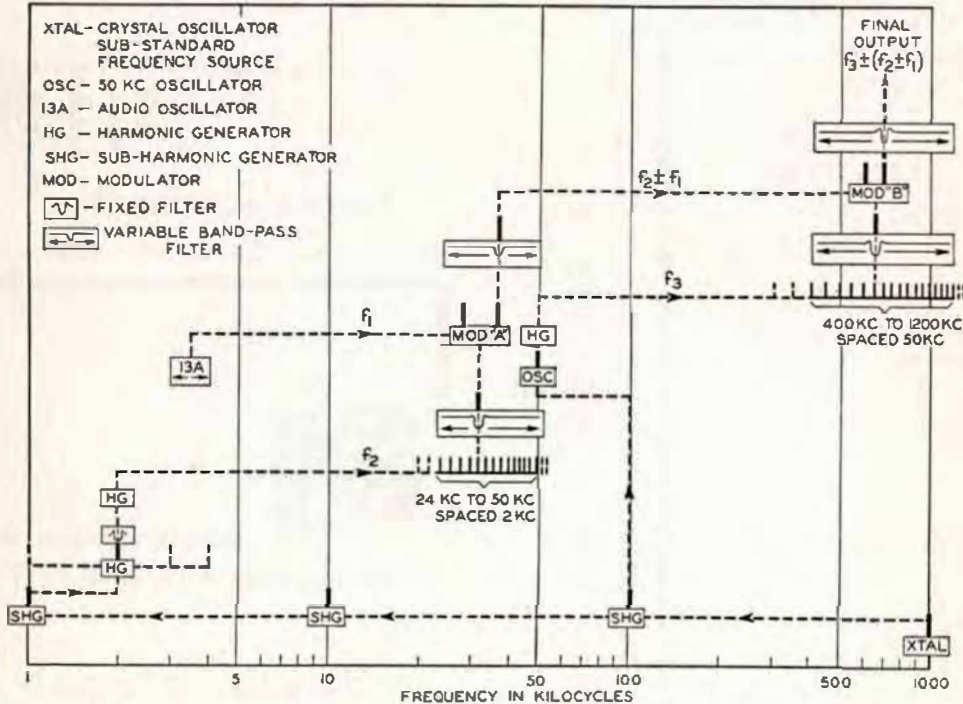 XTAL - CRYSTAL OSCILLATOR
SUB-STANDARD
FREQUENCY SOURCE
OSC - 50 KC OSCILLATOR
13A - AUDIO OSCILLATOR
HG - HARMONIC GENERATOR
SHG - SUB-HARMONIC GENERATOR
MOD - MODULATOR
- FIXED FILTER
VARIABLE BAND-PASS
FILTER
FINAL
OUTPUT
f3±(f2±f1)
f2±f1
MOD"B"
f3
400KC TO 1200KC
SPACED 50KC
f1
MOD"A"
HG
13A
OSC
f2
24 KC TO 50 KC
SPACED 2KC
HG
HG
SHG
SHG
SHG
XTAL
1 5 10 50 100 500 1000
FREQUENCY IN KILOCYCLES